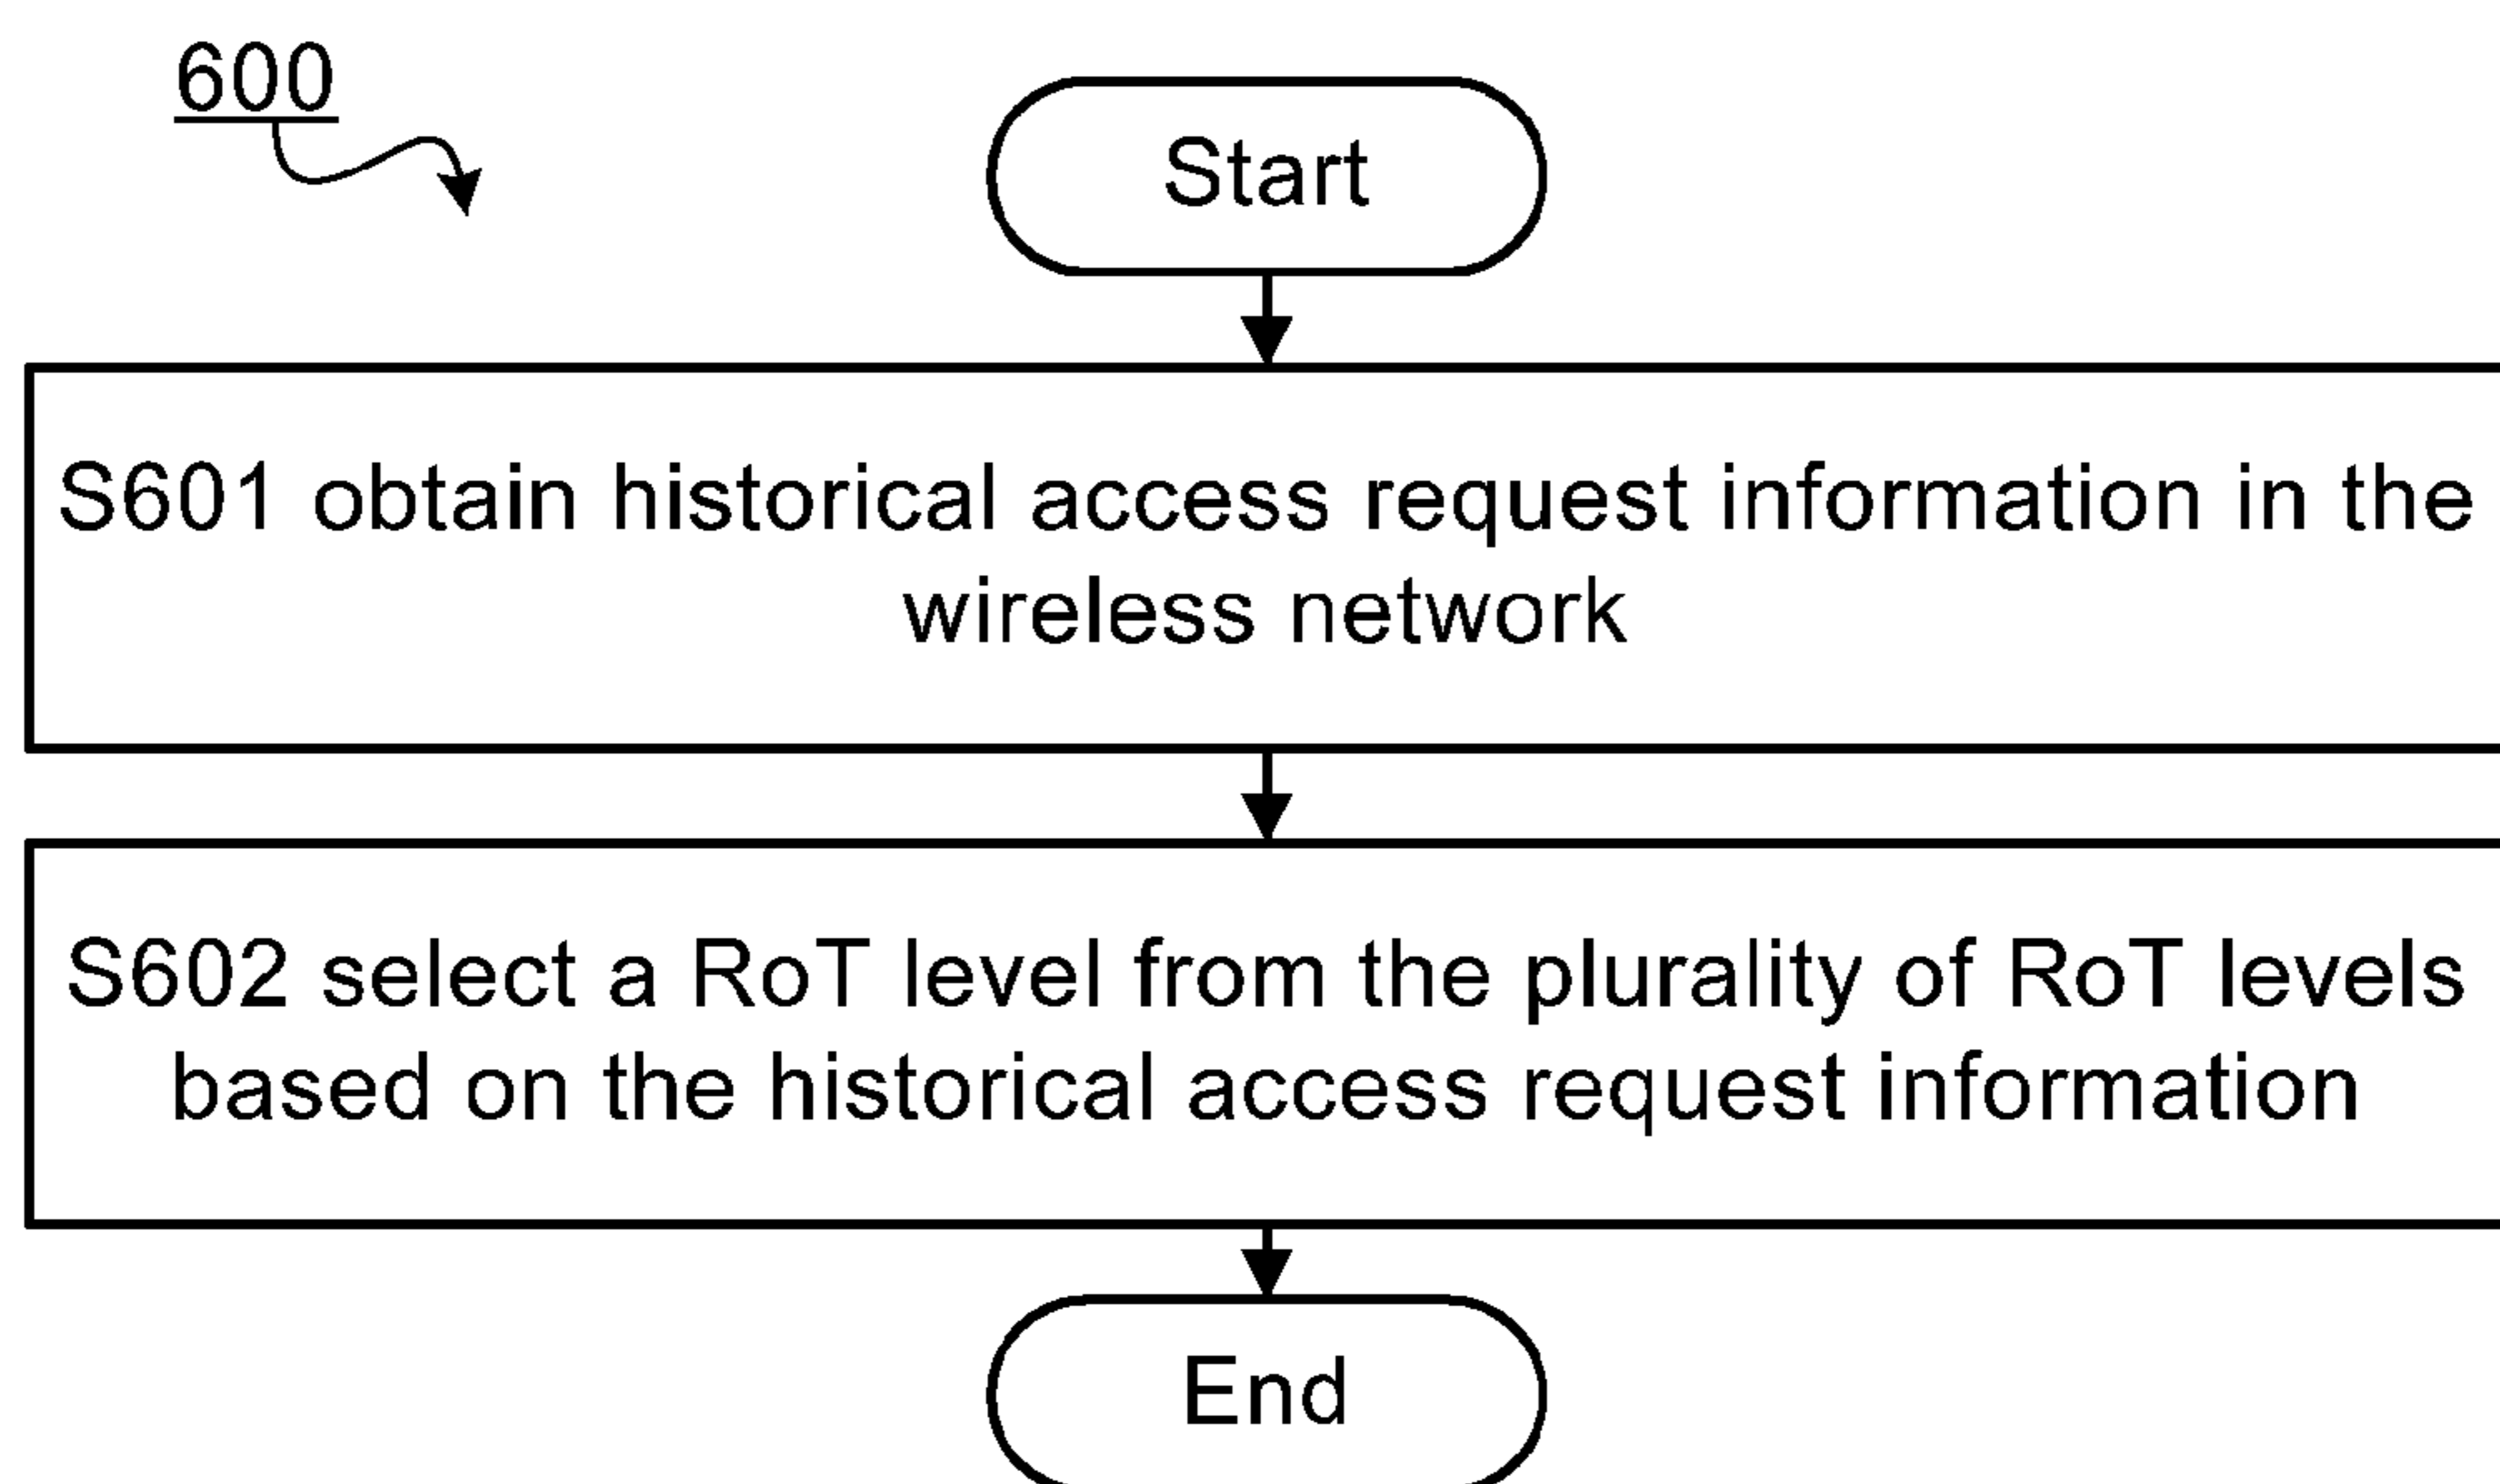 600
Start
S601 obtain historical access request information in the
wireless network
S602 select a RoT level from the plurality of RoT levels
based on the historical access request information
End